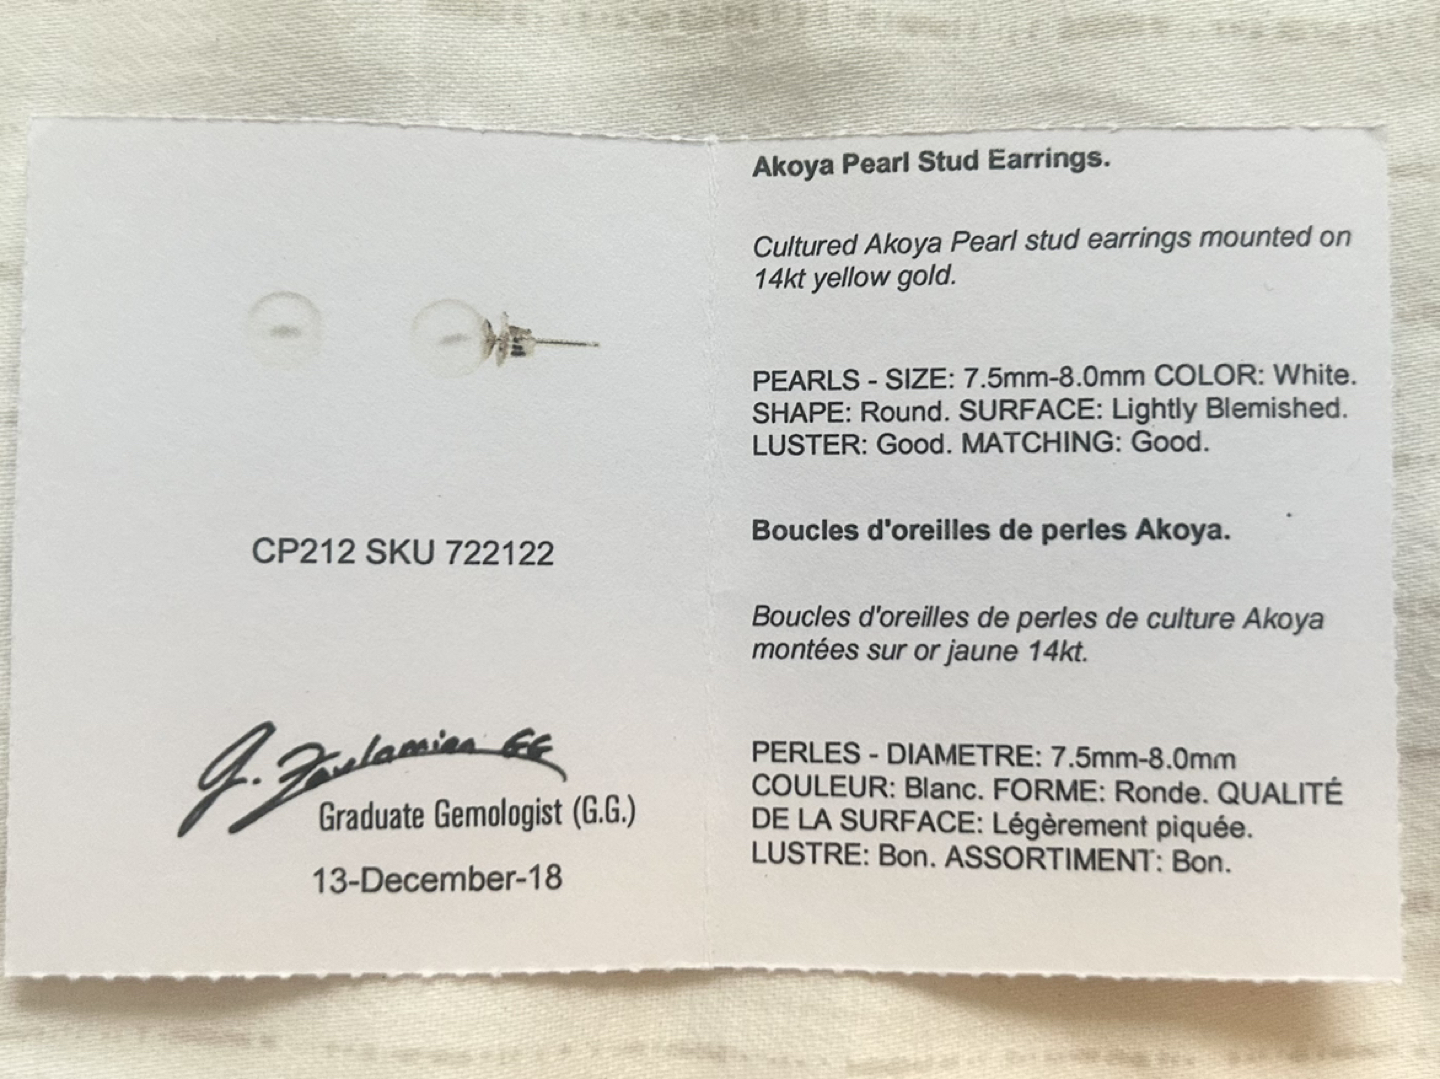 CP212 SKU 722122
Graduate Gemologist (G.G.)
13-December-18
Akoya Pearl Stud Earrings.
Cultured Akoya Pearl stud earrings mounted on
14kt yellow gold.
PEARLS - SIZE: 7.5mm-8.0mm COLOR: White.
SHAPE: Round. SURFACE: Lightly Blemished.
LUSTER: Good. MATCHING: Good.
Boucles d'oreilles de perles Akoya.
Boucles d'oreilles de perles de culture Akoya
montées sur or jaune 14kt.
PERLES - DIAMETRE: 7.5mm-8.0mm
COULEUR: Blanc. FORME: Ronde. QUALITÉ
DE LA SURFACE: Légèrement piquée.
LUSTRE: Bon. ASSORTIMENT: Bon.